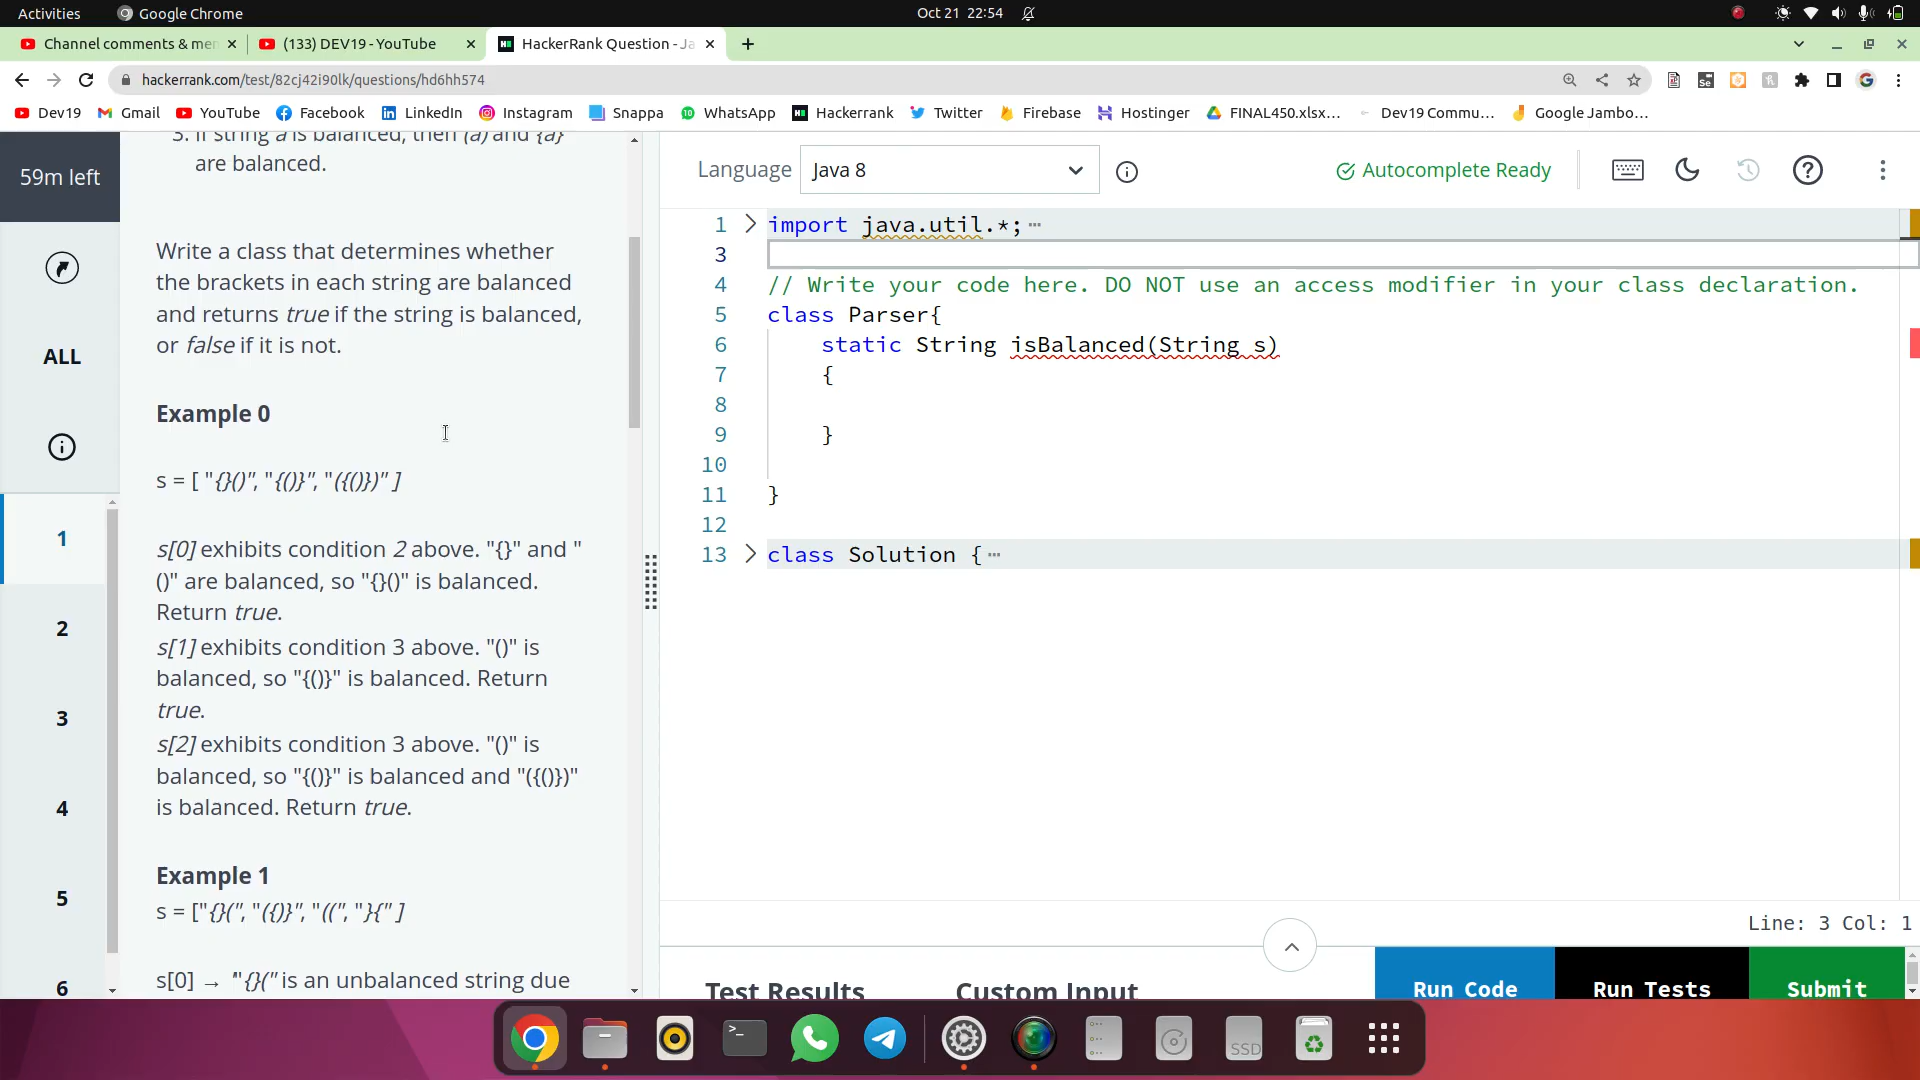 Activities
Google Chrome
Oct 21 22:54
Channel comments & men
(133) DEV19 - YouTube
HackerRank Question - Ja
hackerrank.com/test/82cj42i90lk/questions/hd6hh574
Dev19
Gmail
YouTube
Facebook
LinkedIn
Instagram
Snappa
WhatsApp
Hackerrank
Twitter
Firebase
Hostinger
FINAL450.xlsx...
Dev19 Commu...
Google Jambo...
59m left
ALL
1
2
3
4
5
6
3. If string a is balanced, then (a) and {a}
are balanced.
Write a class that determines whether
the brackets in each string are balanced
and returns true if the string is balanced,
or false if it is not.
Example 0
s = [ "{}()", "{()}", "({()})" ]
s[0] exhibits condition 2 above. "{}" and "
()" are balanced, so "{}()" is balanced.
Return true.
s[1] exhibits condition 3 above. "()" is
balanced, so "{()}" is balanced. Return
true.
s[2] exhibits condition 3 above. "()" is
balanced, so "{()}" is balanced and "({()})"
is balanced. Return true.
Example 1
s = ["{}(", "({)}", "((", "}{" ]
s[0] → "{}(" is an unbalanced string due
Language
Java 8
Autocomplete Ready
1 import java.util.*;
3
4 // Write your code here. DO NOT use an access modifier in your class declaration.
5 class Parser{
6 static String isBalanced(String s)
7 {
8
9 }
10
11 }
12
13 class Solution {
Line: 3 Col: 1
Test Results
Custom Input
Run Code
Run Tests
Submit
SSD